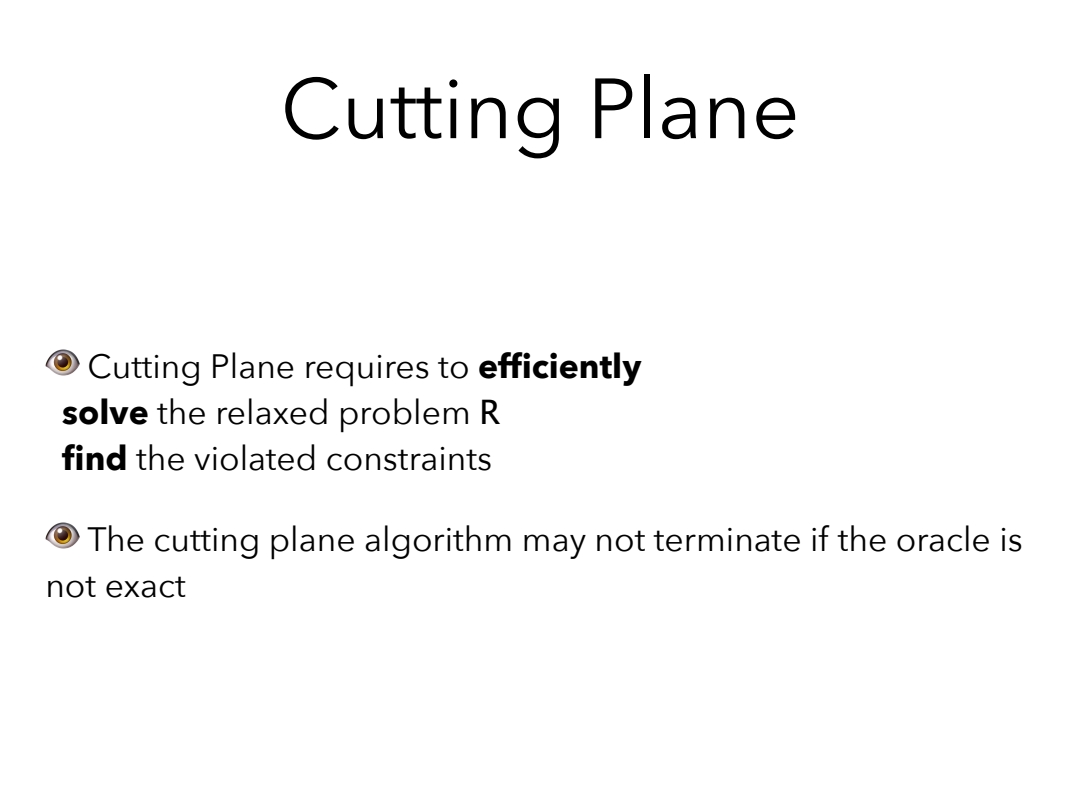 Cutting Plane
👁 Cutting Plane requires to efficiently
solve the relaxed problem R
find the violated constraints
👁 The cutting plane algorithm may not terminate if the oracle is
not exact